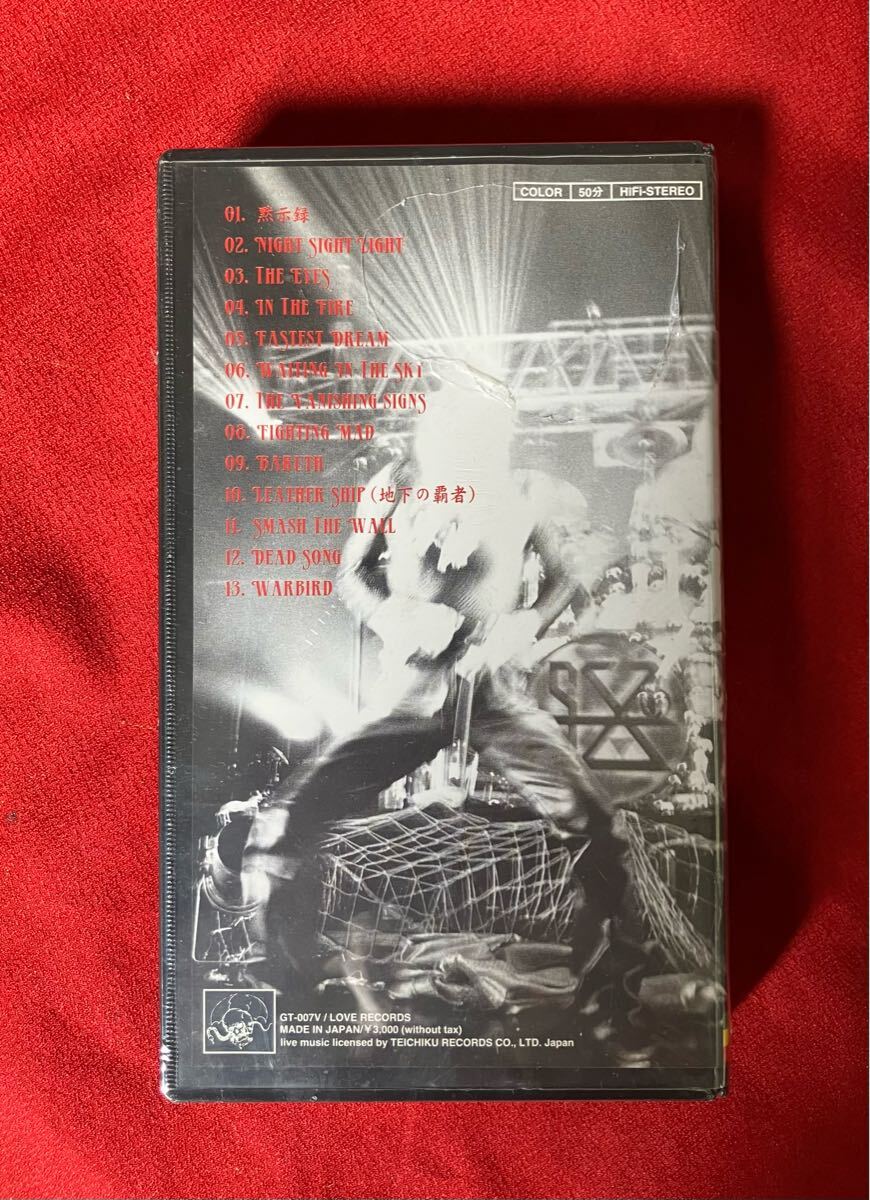 COLOR 50分 HiFi-STEREO
01. 黙示録
02. Night Sight Light
03. The Eyes
04. In The Fire
05. Fastest Dream
06. Waiting In The Sky
07. The Vanishing Signs
08. Fighting Mad
09. Baketh
10. Leather Ship (地下の覇者)
11. Smash The Wall
12. Dead Song
13. Warbird
GT-007V / LOVE RECORDS
MADE IN JAPAN/¥3,000 (without tax)
live music licensed by TEICHIKU RECORDS CO., LTD. Japan